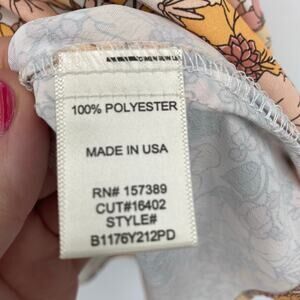 100% POLYESTER
MADE IN USA
RN# 157389
CUT#16402
STYLE#
B1176Y212PD